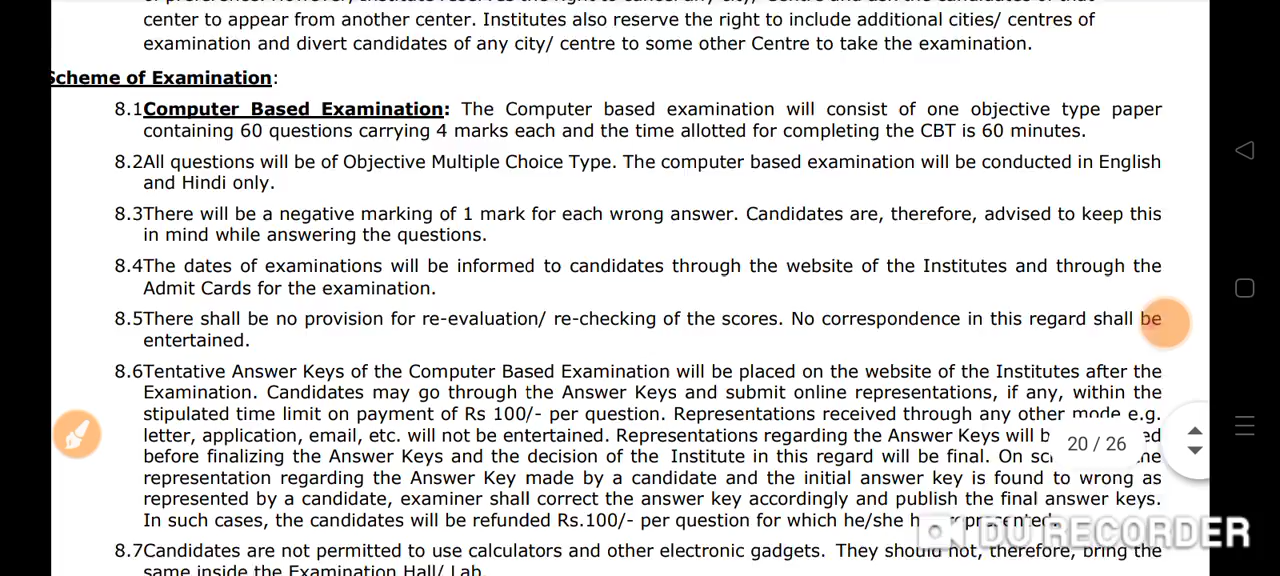 center to appear from another center. Institutes also reserve the right to include additional cities/ centres of
examination and divert candidates of any city/ centre to some other Centre to take the examination.
Scheme of Examination:
8.1Computer Based Examination: The Computer based examination will consist of one objective type paper
containing 60 questions carrying 4 marks each and the time allotted for completing the CBT is 60 minutes.
8.2All questions will be of Objective Multiple Choice Type. The computer based examination will be conducted in English
and Hindi only.
8.3There will be a negative marking of 1 mark for each wrong answer. Candidates are, therefore, advised to keep this
in mind while answering the questions.
8.4The dates of examinations will be informed to candidates through the website of the Institutes and through the
Admit Cards for the examination.
8.5There shall be no provision for re-evaluation/ re-checking of the scores. No correspondence in this regard shall be
entertained.
8.6Tentative Answer Keys of the Computer Based Examination will be placed on the website of the Institutes after the
Examination. Candidates may go through the Answer Keys and submit online representations, if any, within the
stipulated time limit on payment of Rs 100/- per question. Representations received through any other mode e.g.
letter, application, email, etc. will not be entertained. Representations regarding the Answer Keys will
20 / 26
before finalizing the Answer Keys and the decision of the Institute in this regard will be final. On
representation regarding the Answer Key made by a candidate and the initial answer key is found to wrong as
represented by a candidate, examiner shall correct the answer key accordingly and publish the final answer keys.
In such cases, the candidates will be refunded Rs.100/- per question for which he/she
DU RECORDER
8.7Candidates are not permitted to use calculators and other electronic gadgets. They should not, therefore, bring the
same inside the Examination Hall/ Lab.